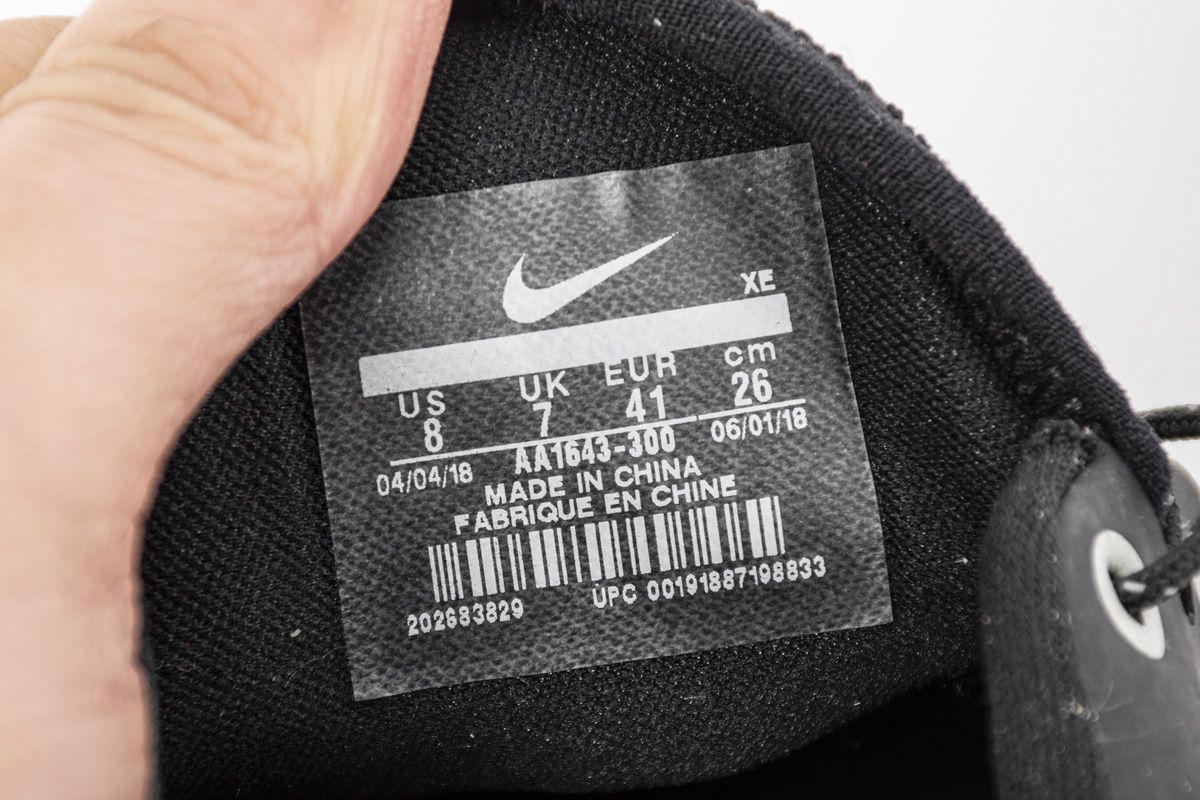 XE
US UK EUR cm
8 7 41 26
04/04/18 AA1643-300 06/01/18
MADE IN CHINA
FABRIQUE EN CHINE
202683829 UPC 00191887198833